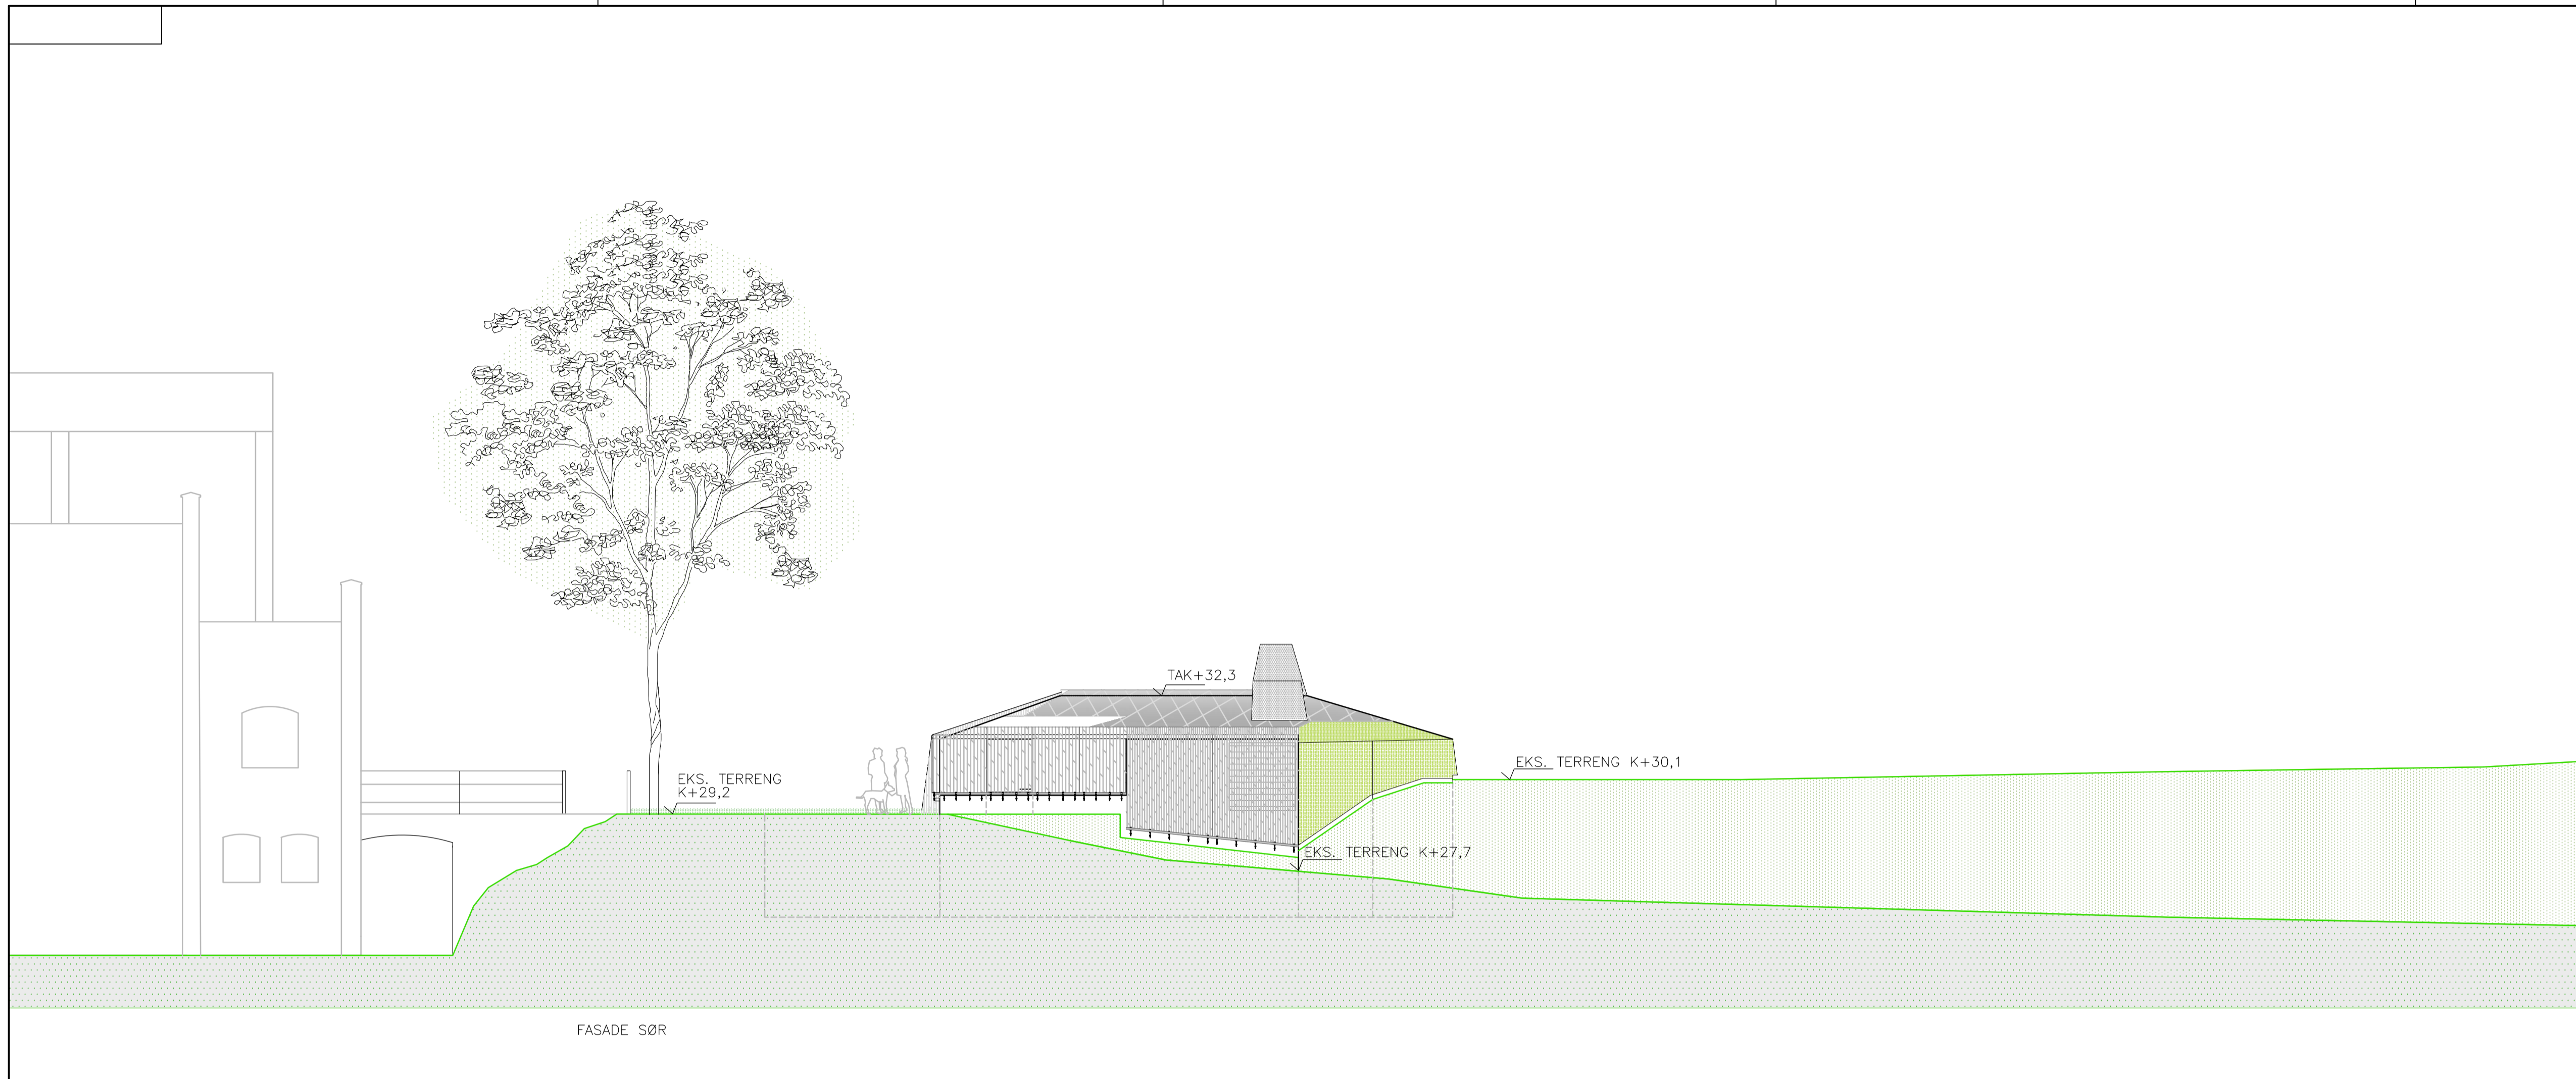 TAK+32,3
EKS. TERRENG K+30,1
EKS. TERRENG
K+29,2
EKS. TERRENG K+27,7
FASADE SØR